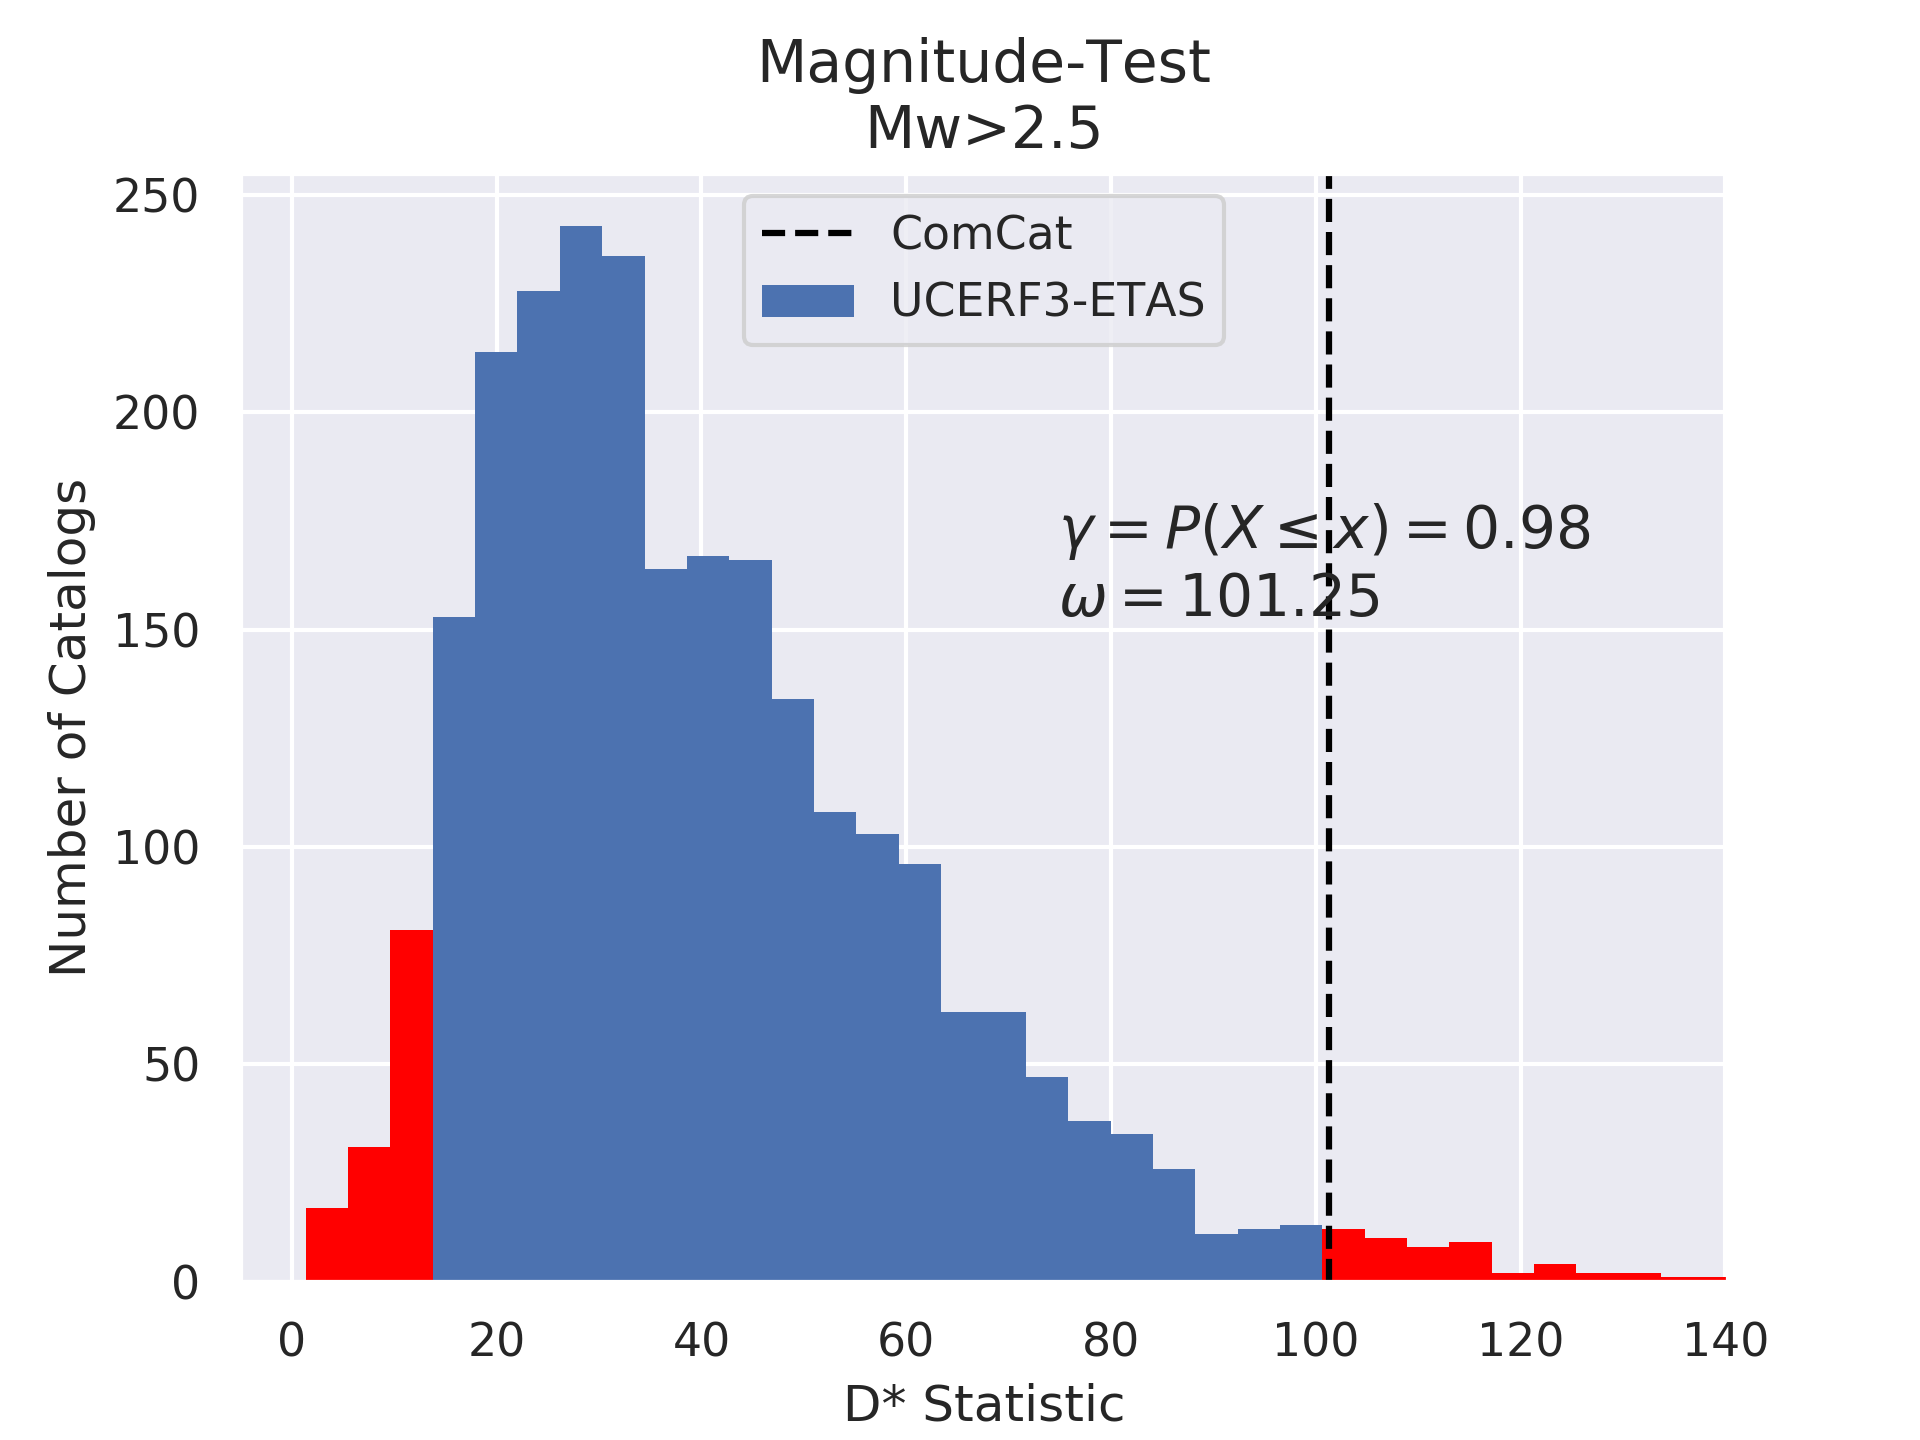 Magnitude-Test
Mw>2.5
250
200
150
100
50
0
Number of Catalogs
ComCat
UCERF3-ETAS
γ = P(X ≤ x) = 0.98
ω = 101.25
0 20 40 60 80 100 120 140
D* Statistic